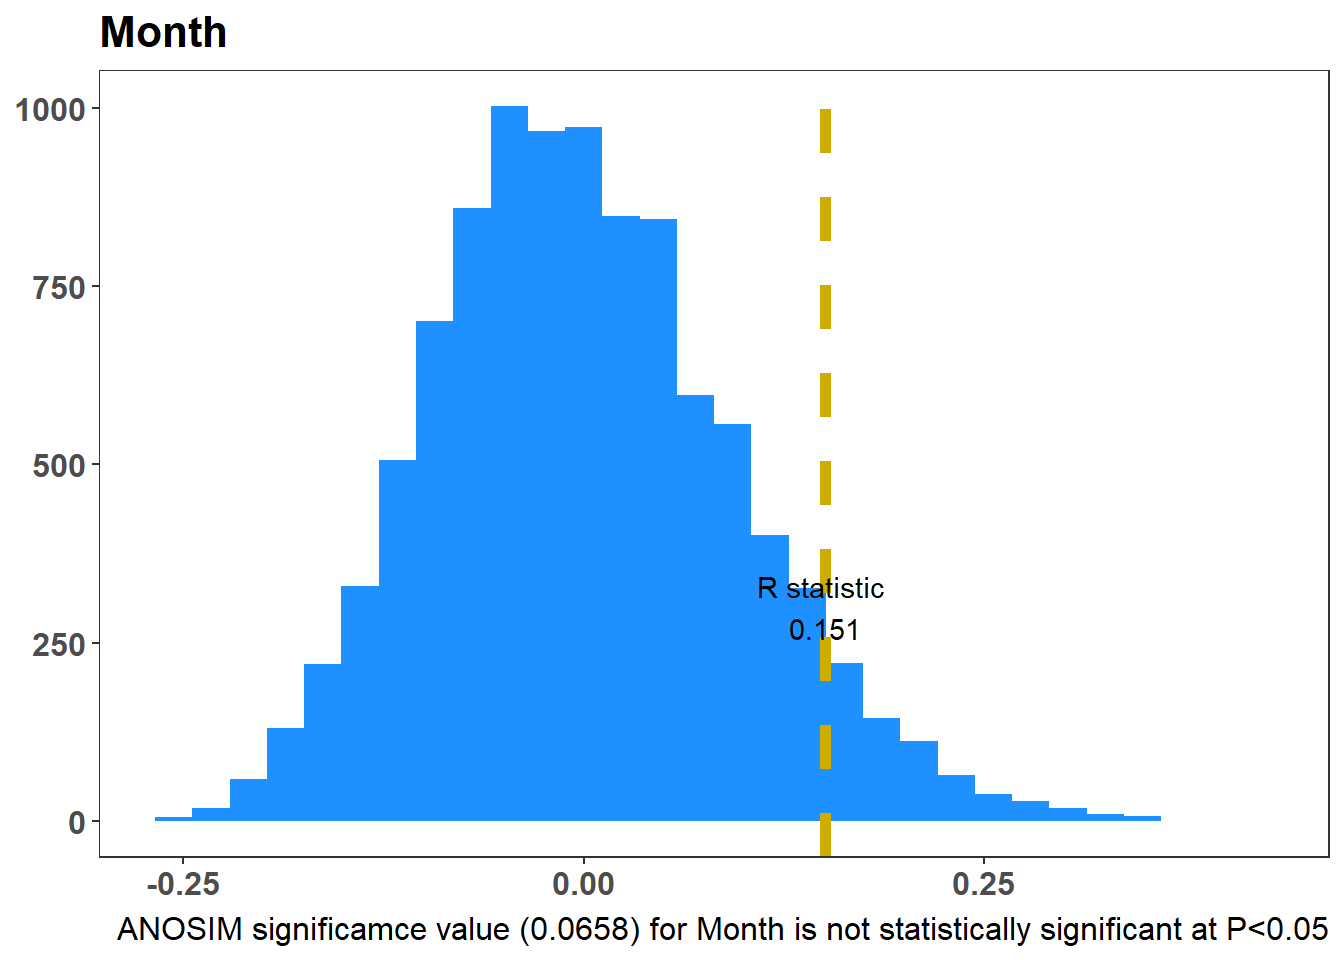 Month
1000
750
500
250
0
R statistic
0.151
-0.25 0.00 0.25
ANOSIM significamce value (0.0658) for Month is not statistically significant at P<0.05